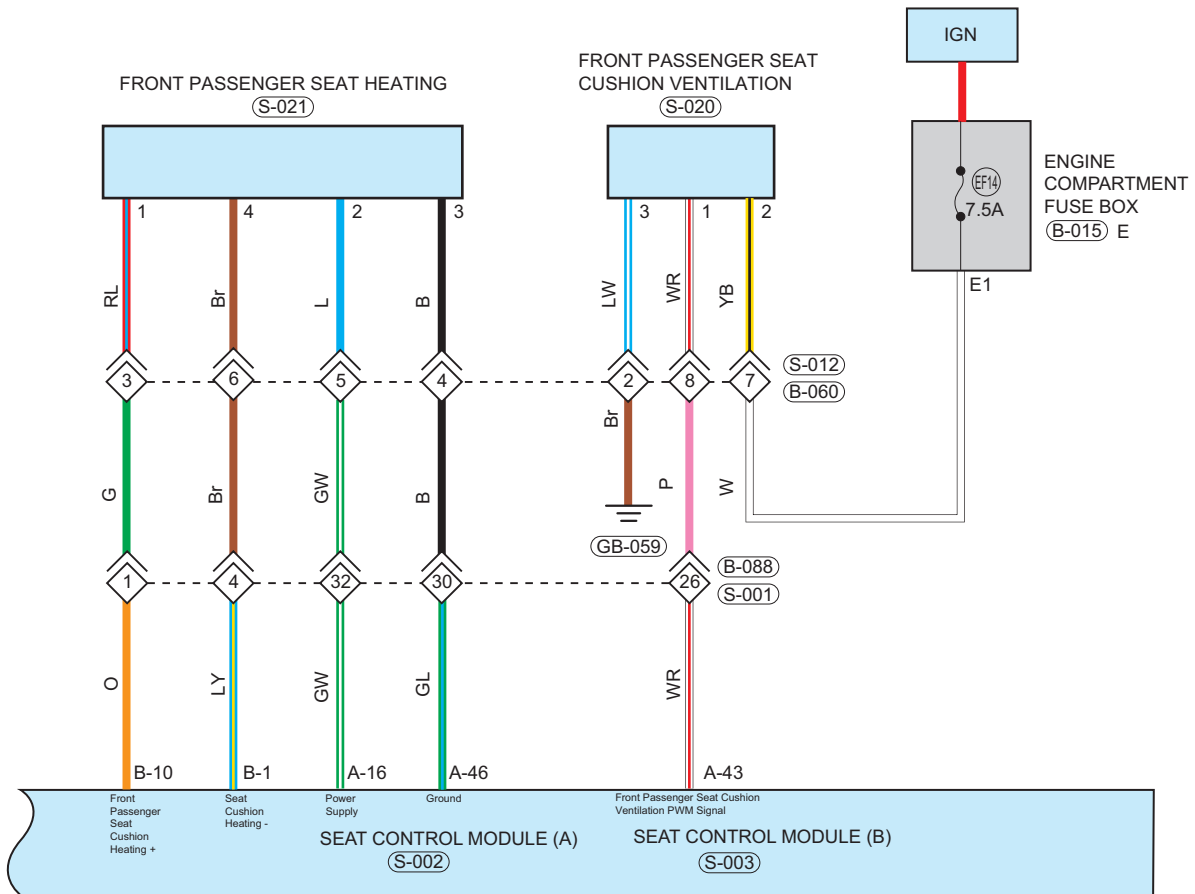 IGN
FRONT PASSENGER SEAT
CUSHION VENTILATION
S-020
FRONT PASSENGER SEAT HEATING
S-021
EF14
7.5A
ENGINE
COMPARTMENT
FUSE BOX
B-015 E
E1
1
4
2
3
3
1
2
RL
Br
L
B
LW
WR
YB
3
6
5
4
2
8
7
S-012
B-060
G
Br
GW
B
Br
P
W
GB-059
1
4
32
30
26
B-088
S-001
O
LY
GW
GL
WR
B-10
B-1
A-16
A-46
A-43
Front
Passenger
Seat
Cushion
Heating +
Seat
Cushion
Heating -
Power
Supply
Ground
Front Passenger Seat Cushion
Ventilation PWM Signal
SEAT CONTROL MODULE (A)
S-002
SEAT CONTROL MODULE (B)
S-003